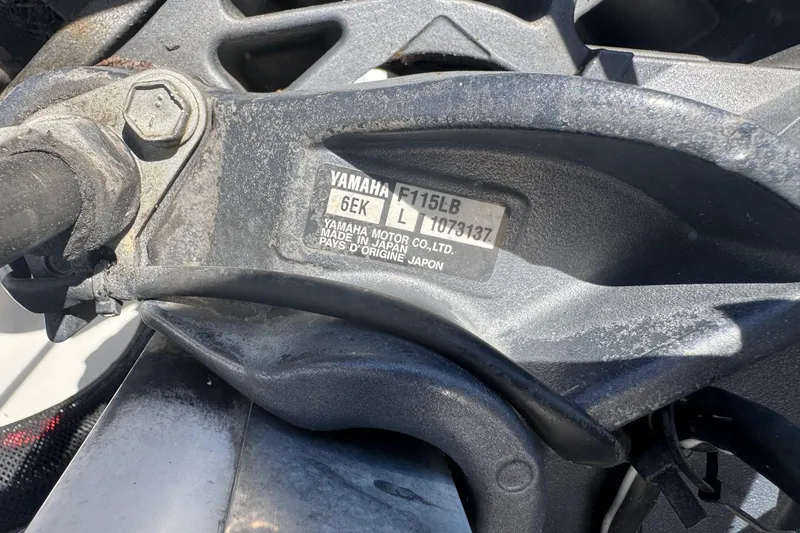 YAMAHA F115LB
6EK L 1073137
YAMAHA MOTOR CO.,LTD.
MADE IN JAPAN
PAYS D'ORIGINE JAPON